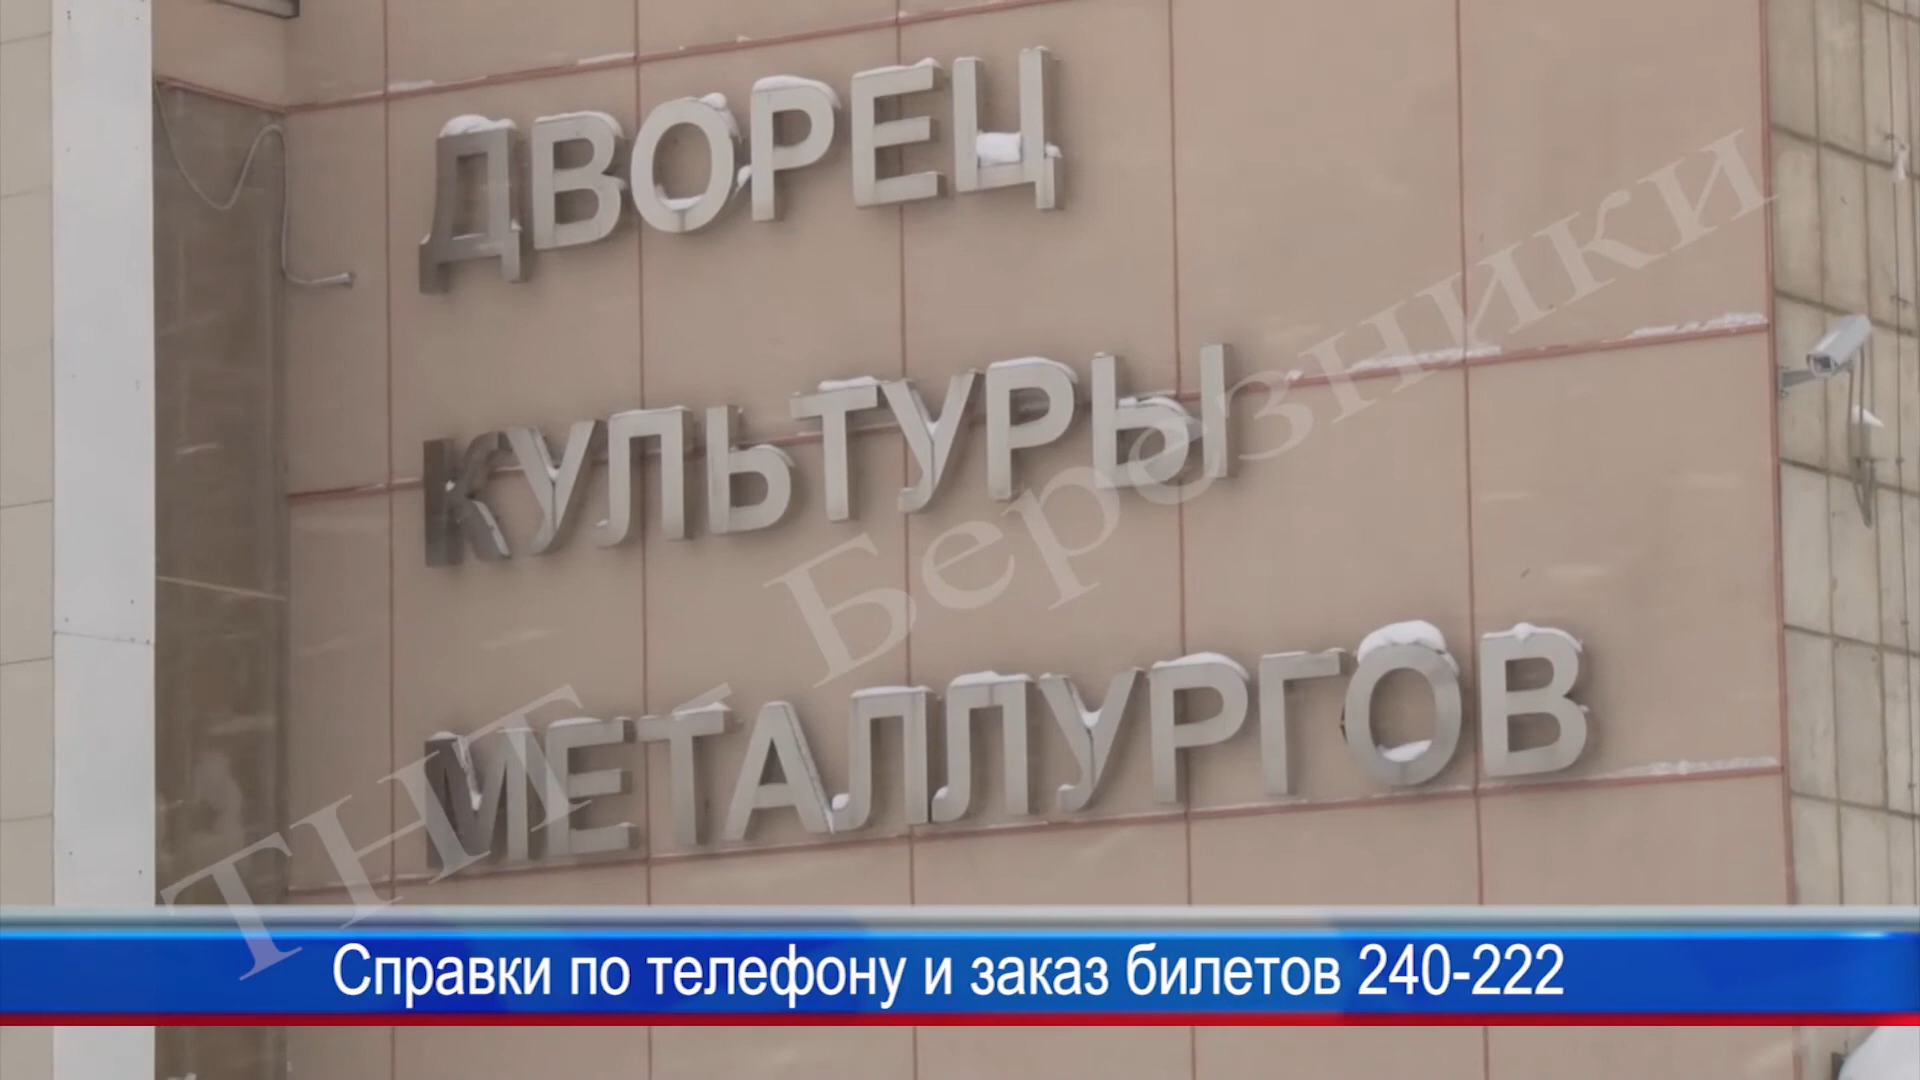 ДВОРЕЦ
КУЛЬТУРЫ
МЕТАЛЛУРГОВ
ТНТ - Березники
Справки по телефону и заказ билетов 240-222